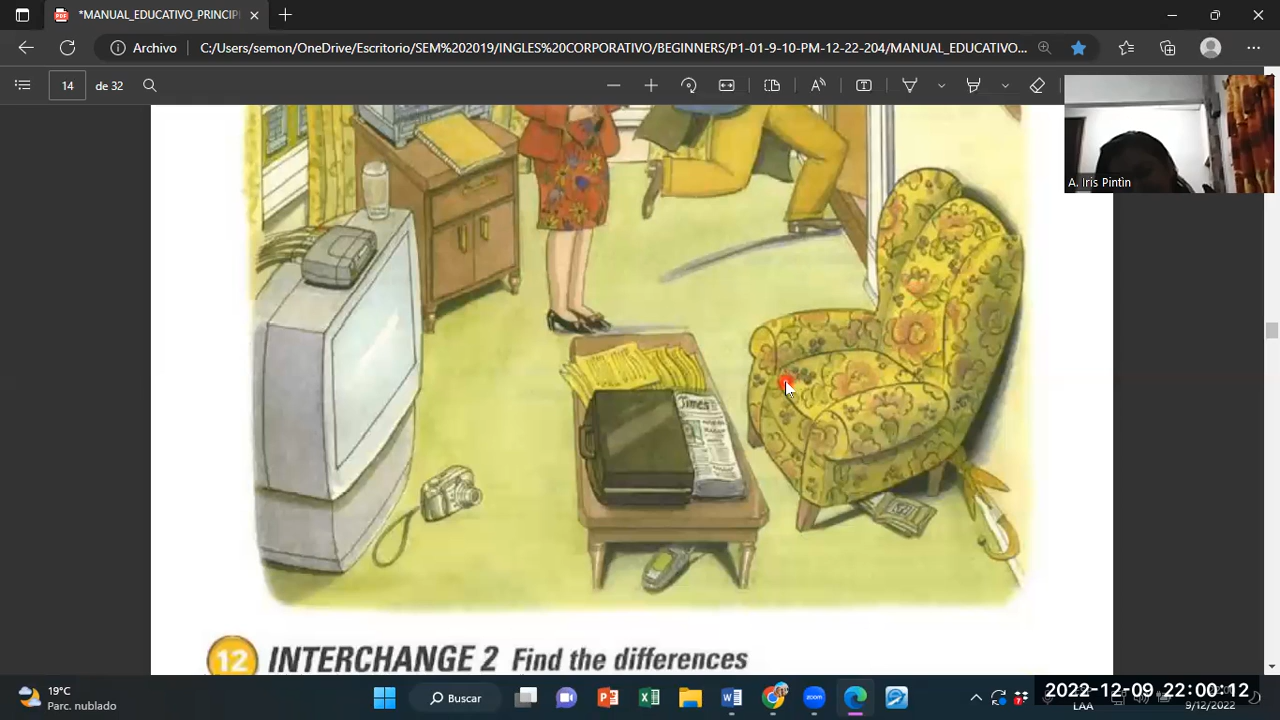 *MANUAL_EDUCATIVO_PRINCIPI
Archivo
C:/Users/semon/OneDrive/Escritorio/SEM%202019/INGLES%20CORPORATIVO/BEGINNERS/P1-01-9-10-PM-12-22-204/MANUAL_EDUCATIVO...
14 de 32
A. Iris Pintìn
Times
12 INTERCHANGE 2 Find the differences
19°C
Parc. nublado
Buscar
2022-12-09 22:00:12
LAA
9/12/2022